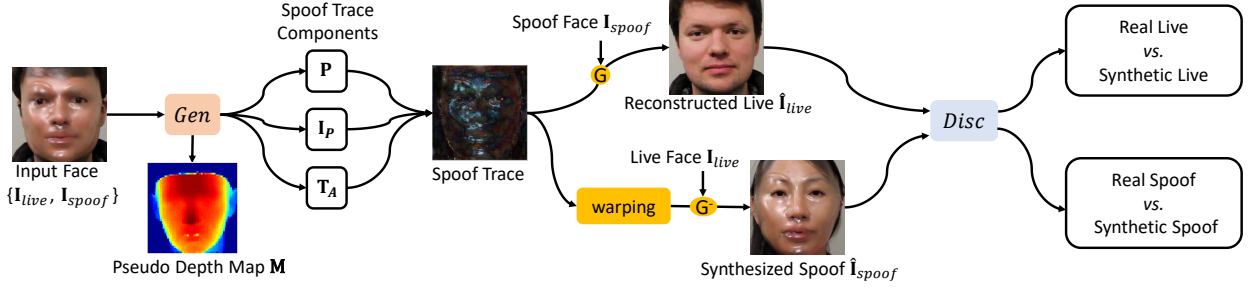 Spoof Trace
Components
P
I_P
T_A
Gen
Input Face
{I_live, I_spoof}
Pseudo Depth Map M
Spoof Trace
Spoof Face I_spoof
G
Reconstructed Live Î_live
Live Face I_live
warping
G⁻
Synthesized Spoof Î_spoof
Disc
Real Live
vs.
Synthetic Live
Real Spoof
vs.
Synthetic Spoof